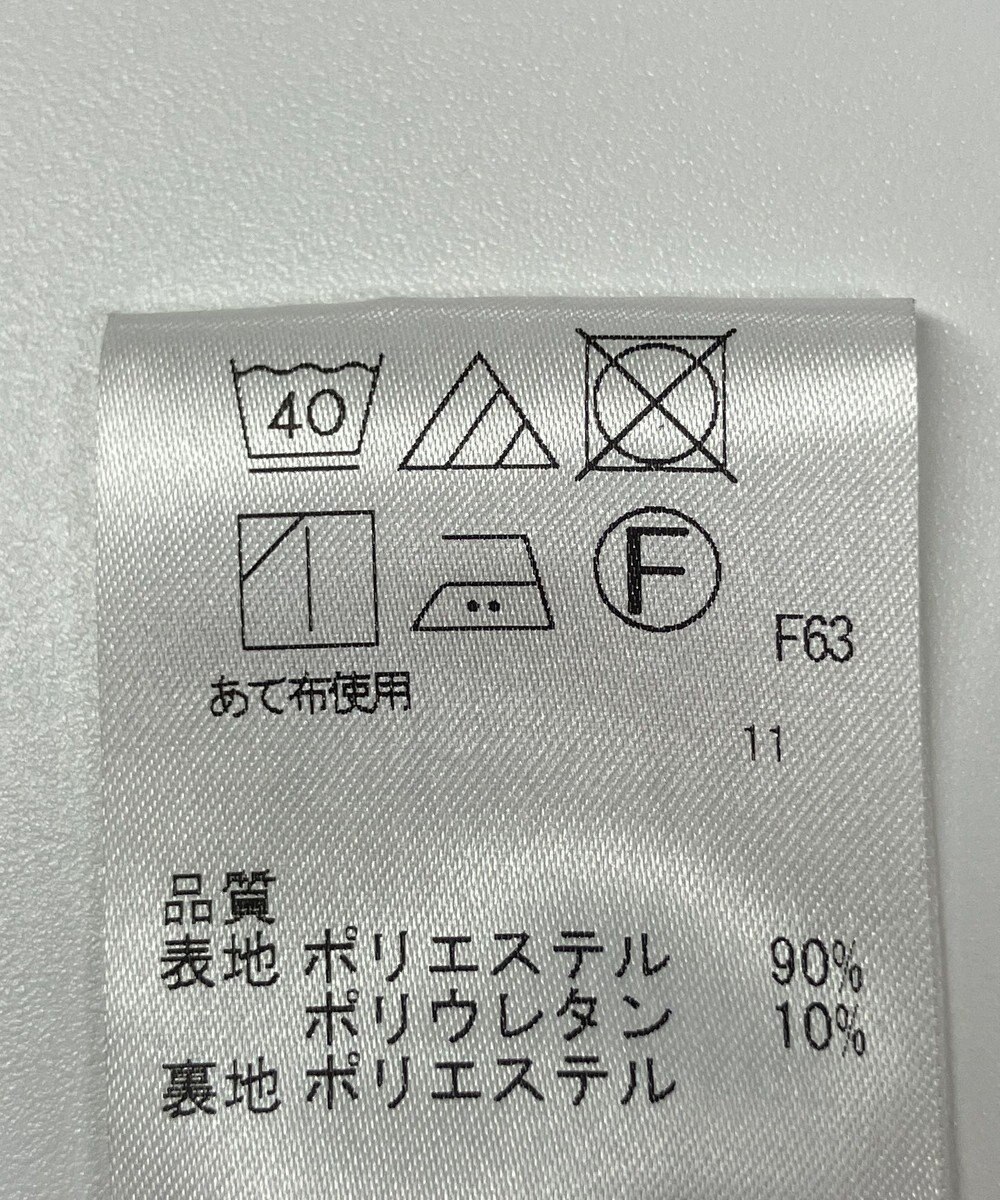 40
F
F63
あて布使用
11
品質
表地 ポリエステル 90%
ポリウレタン 10%
裏地 ポリエステル